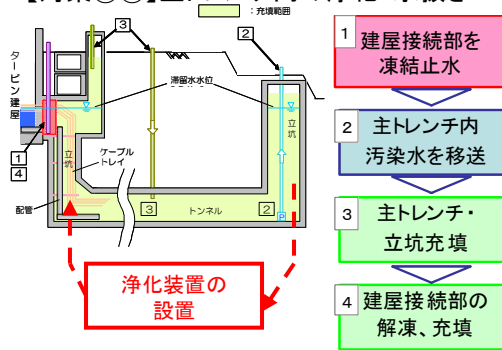 ：充填範囲
3
2
タービン建屋
滞留水水位
1
4
立坑
ケーブル
トレイ
立坑
配管
3
トンネル
2
P
浄化装置の
設置
1
建屋接続部を
凍結止水
2
主トレンチ内
汚染水を移送
3
主トレンチ・
立坑充填
4
建屋接続部の
解凍、充填